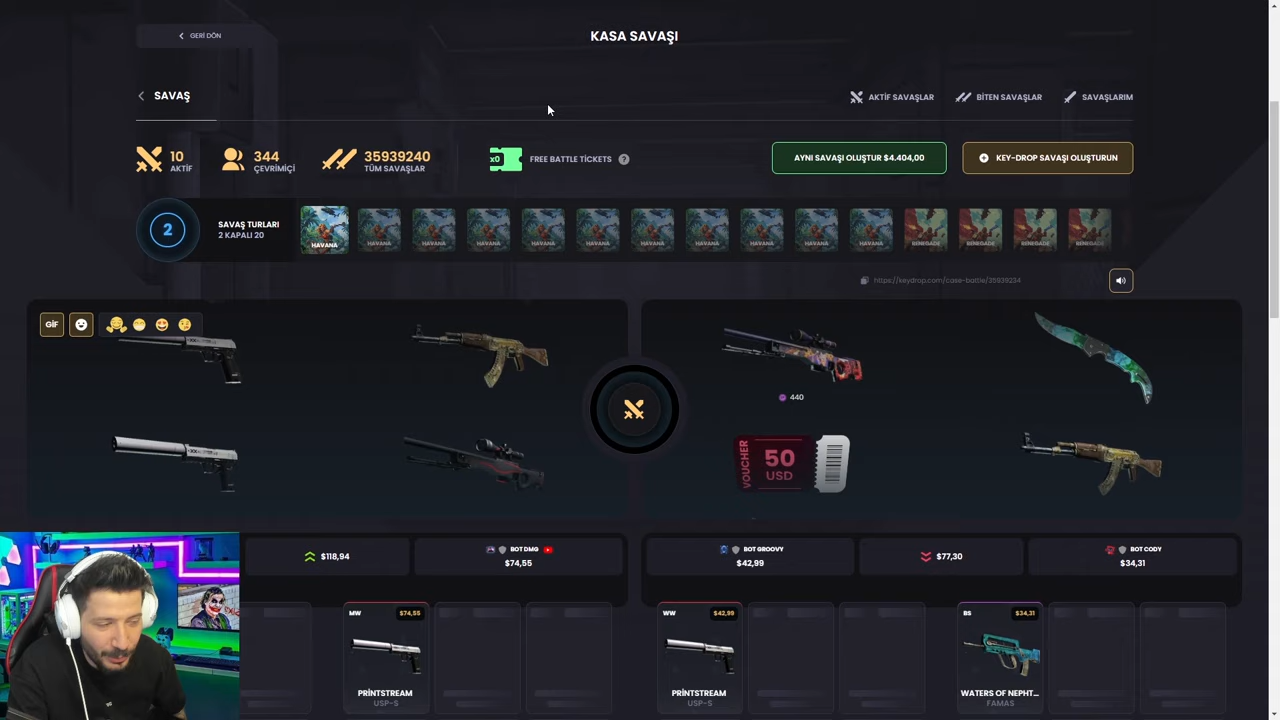 GERİ DÖN
KASA SAVAŞI
SAVAŞ
AKTİF SAVAŞLAR
BİTEN SAVAŞLAR
SAVAŞLARIM
10
AKTİF
344
ÇEVRİMİÇİ
35939240
TÜM SAVAŞLAR
x0
FREE BATTLE TICKETS ?
AYNI SAVAŞI OLUŞTUR $4.404,00
KEY-DROP SAVAŞI OLUŞTURUN
2
SAVAŞ TURLARI
2 KAPALI 20
HAVANA HAVANA HAVANA HAVANA HAVANA HAVANA HAVANA HAVANA HAVANA HAVANA HAVANA RENEGADE RENEGADE RENEGADE RENEGADE
https://keydrop.com/case-battle/35939234
GIF
440
VOUCHER
50
USD
$118,94
BOT DMG
$74,55
BOT GROOVY
$42,99
$77,30
BOT CODY
$34,31
MW $74,55
PRİNTSTREAM
USP-S
WW $42,99
PRİNTSTREAM
USP-S
BS $34,31
WATERS OF NEPHT...
FAMAS